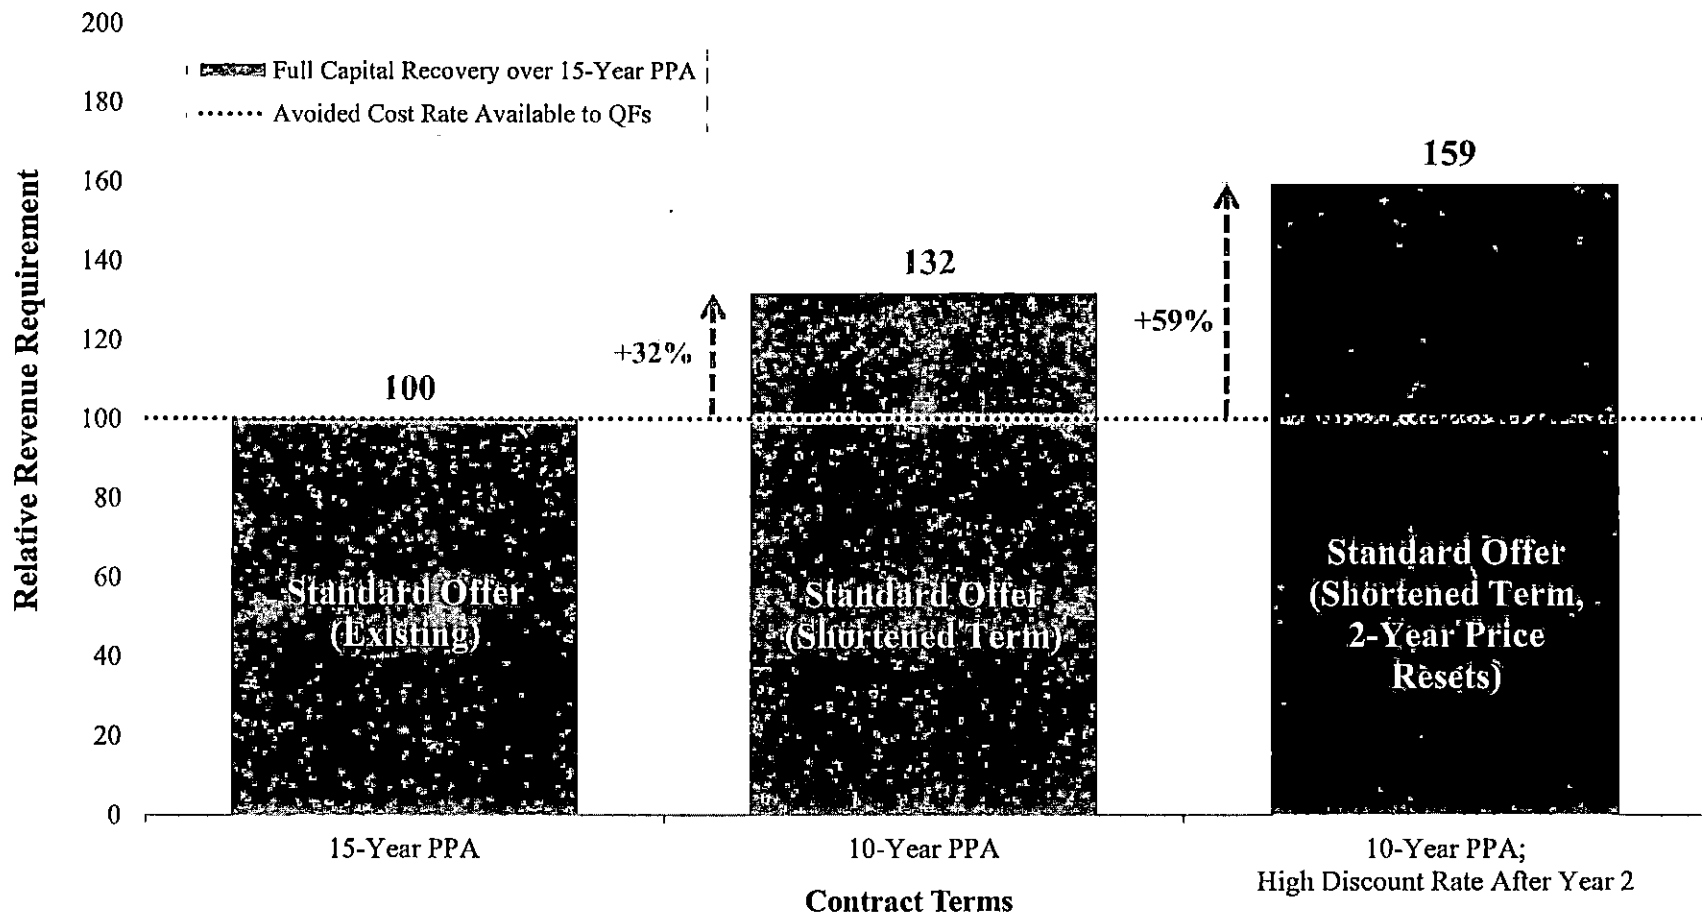 200
180
160
140
120
100
80
60
40
20
0
Relative Revenue Requirement
Full Capital Recovery over 15-Year PPA
Avoided Cost Rate Available to QFs
100
132
159
+32%
+59%
Standard Offer
(Existing)
Standard Offer
(Shortened Term)
Standard Offer
(Shortened Term,
2-Year Price
Resets)
15-Year PPA
10-Year PPA
10-Year PPA;
High Discount Rate After Year 2
Contract Terms